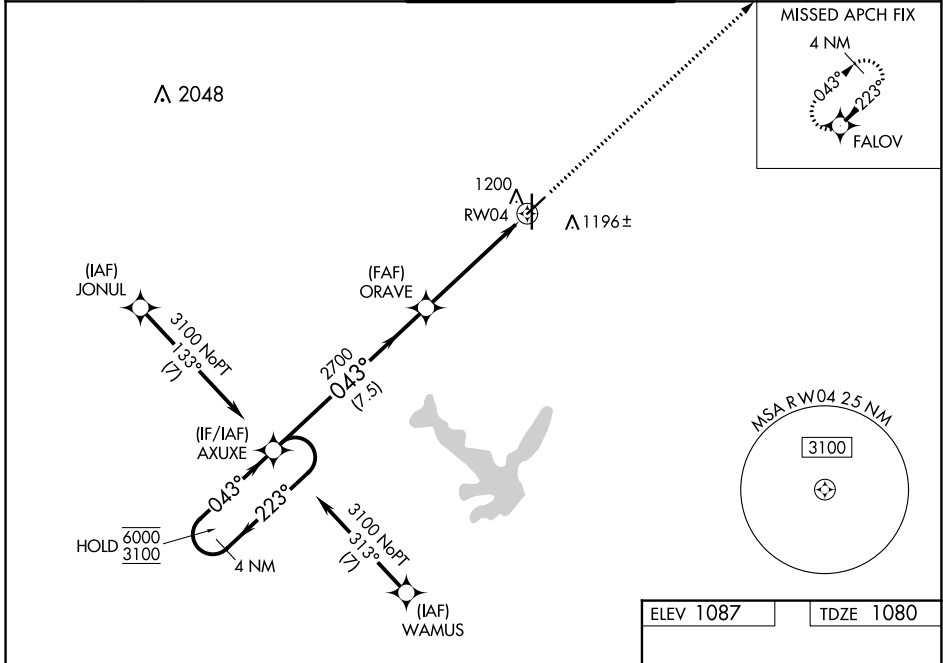 MISSED APCH FIX
4 NM
043°
223°
FALOV
2048
1200
RW04
1196±
(IAF)
JONUL
(FAF)
ORAVE
3100 NoPT
133°
(7)
2700
043°
(7.5)
(IF/IAF)
AXUXE
043°
223°
HOLD 6000
3100
4 NM
3100 NoPT
313°
(7)
(IAF)
WAMUS
MSA RW04 25 NM
3100
ELEV 1087
TDZE 1080